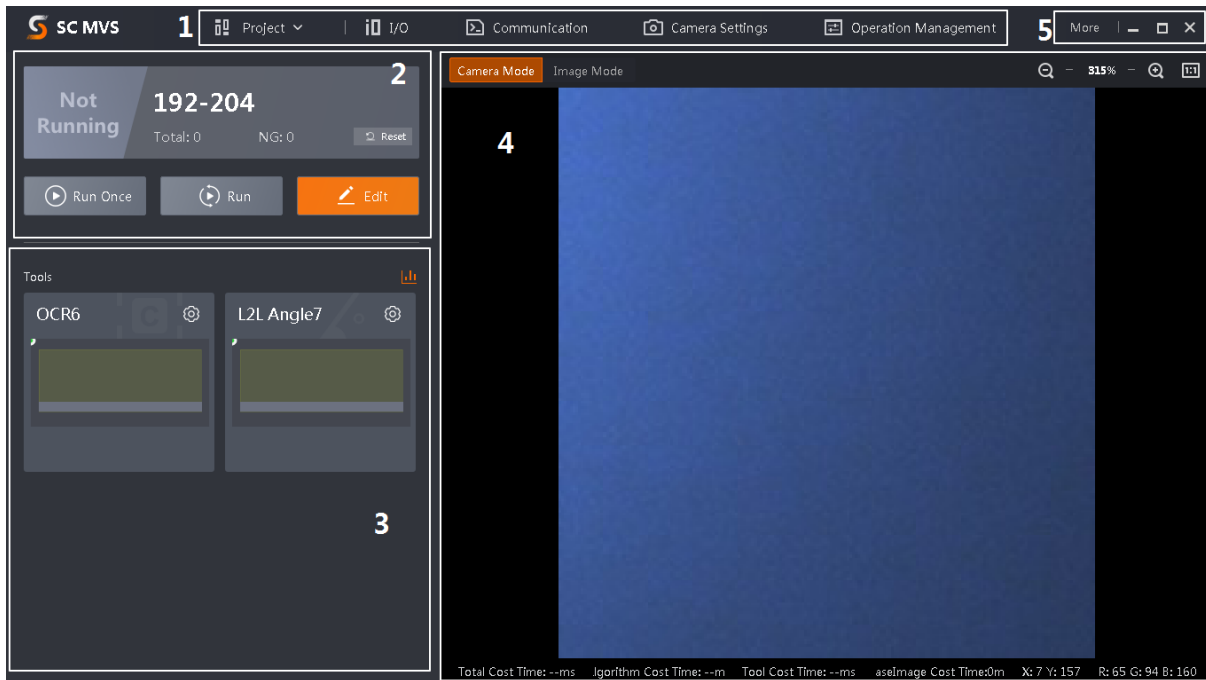 SC MVS 1 Project I/O Communication Camera Settings Operation Management 5 More
2
Not Running
192-204
Total: 0 NG: 0 Reset
Run Once Run Edit
Tools
OCR6 L2L Angle7
3
Camera Mode Image Mode 315% 1:1
4
Total Cost Time: --ms .lgorithm Cost Time: --m Tool Cost Time: --ms aseImage Cost Time:0m X: 7 Y: 157 R: 65 G: 94 B: 160